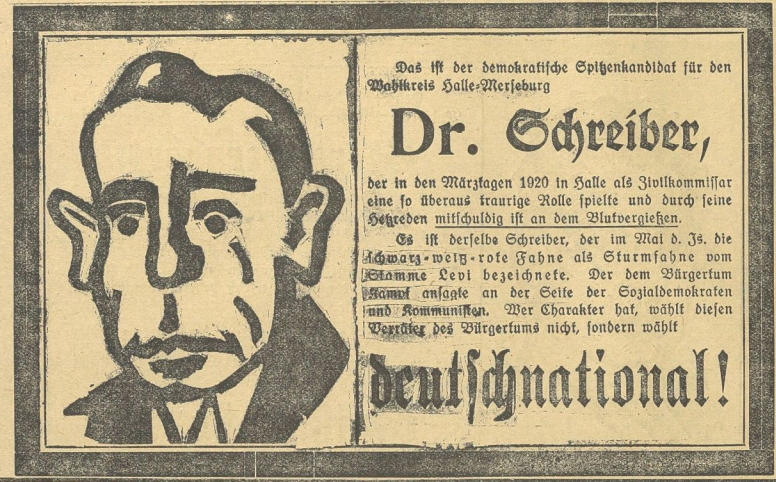 Das ist der demokratische Spitzenkandidat für den
Wahlkreis Halle-Merseburg
Dr. Schreiber,
der in den Märztagen 1920 in Halle als Zivilkommissar
eine so überaus traurige Rolle spielte und durch seine
Hetzreden mitschuldig ist an dem Blutvergießen.
Es ist derselbe Schreiber, der im Mai d. Js. die
schwarz-weiß-rote Fahne als Sturmfahne vom
Stamme Levi bezeichnete. Der dem Bürgertum
Kampf ansagte an der Seite der Sozialdemokraten
und Kommunisten. Wer Charakter hat, wählt diesen
Verräter des Bürgertums nicht, sondern wählt
deutschnational!